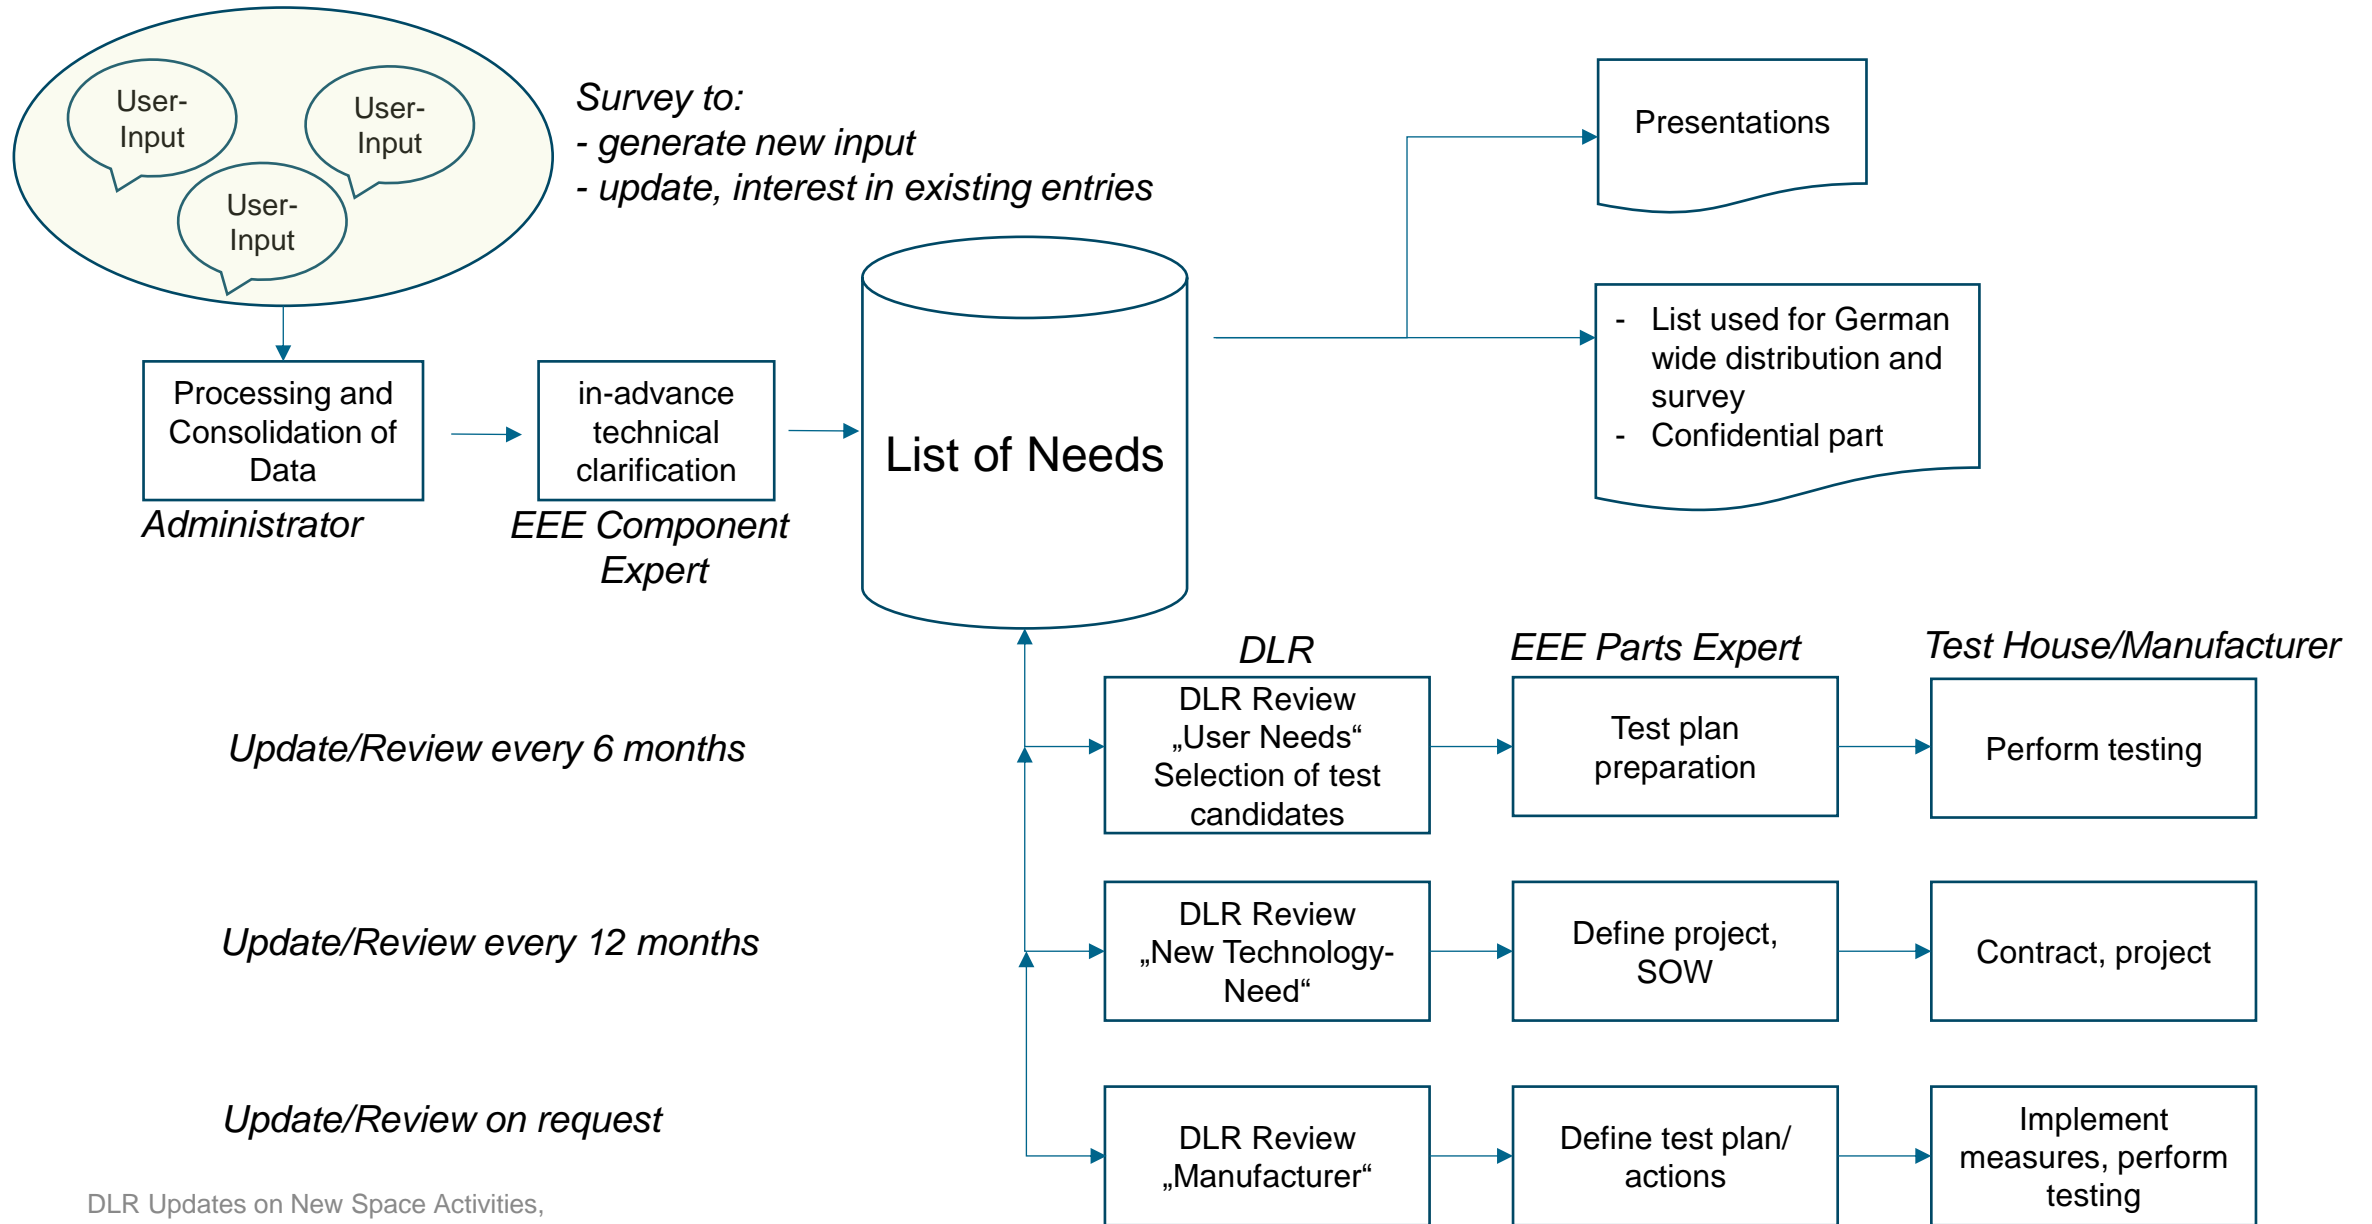 User-
Input
User-
Input
User-
Input
Survey to:
- generate new input
- update, interest in existing entries
Presentations
- List used for German
wide distribution and
survey
- Confidential part
Processing and
Consolidation of
Data
Administrator
in-advance
technical
clarification
EEE Component
Expert
List of Needs
DLR
EEE Parts Expert
Test House/Manufacturer
Update/Review every 6 months
DLR Review
„User Needs“
Selection of test
candidates
Test plan
preparation
Perform testing
Update/Review every 12 months
DLR Review
„New Technology-
Need“
Define project,
SOW
Contract, project
Update/Review on request
DLR Review
„Manufacturer“
Define test plan/
actions
Implement
measures, perform
testing
DLR Updates on New Space Activities,